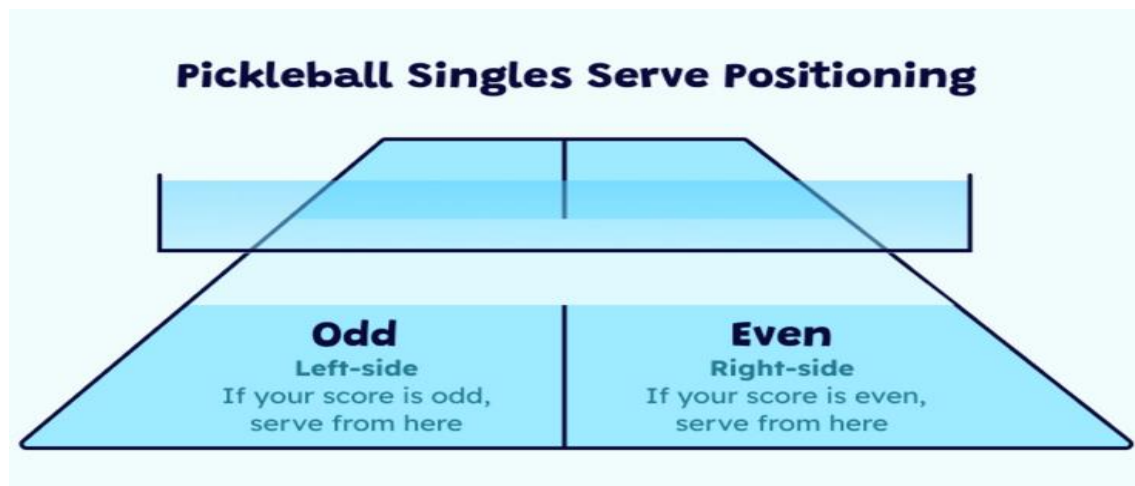 Pickleball Singles Serve Positioning
Odd
Left-side
If your score is odd,
serve from here
Even
Right-side
If your score is even,
serve from here